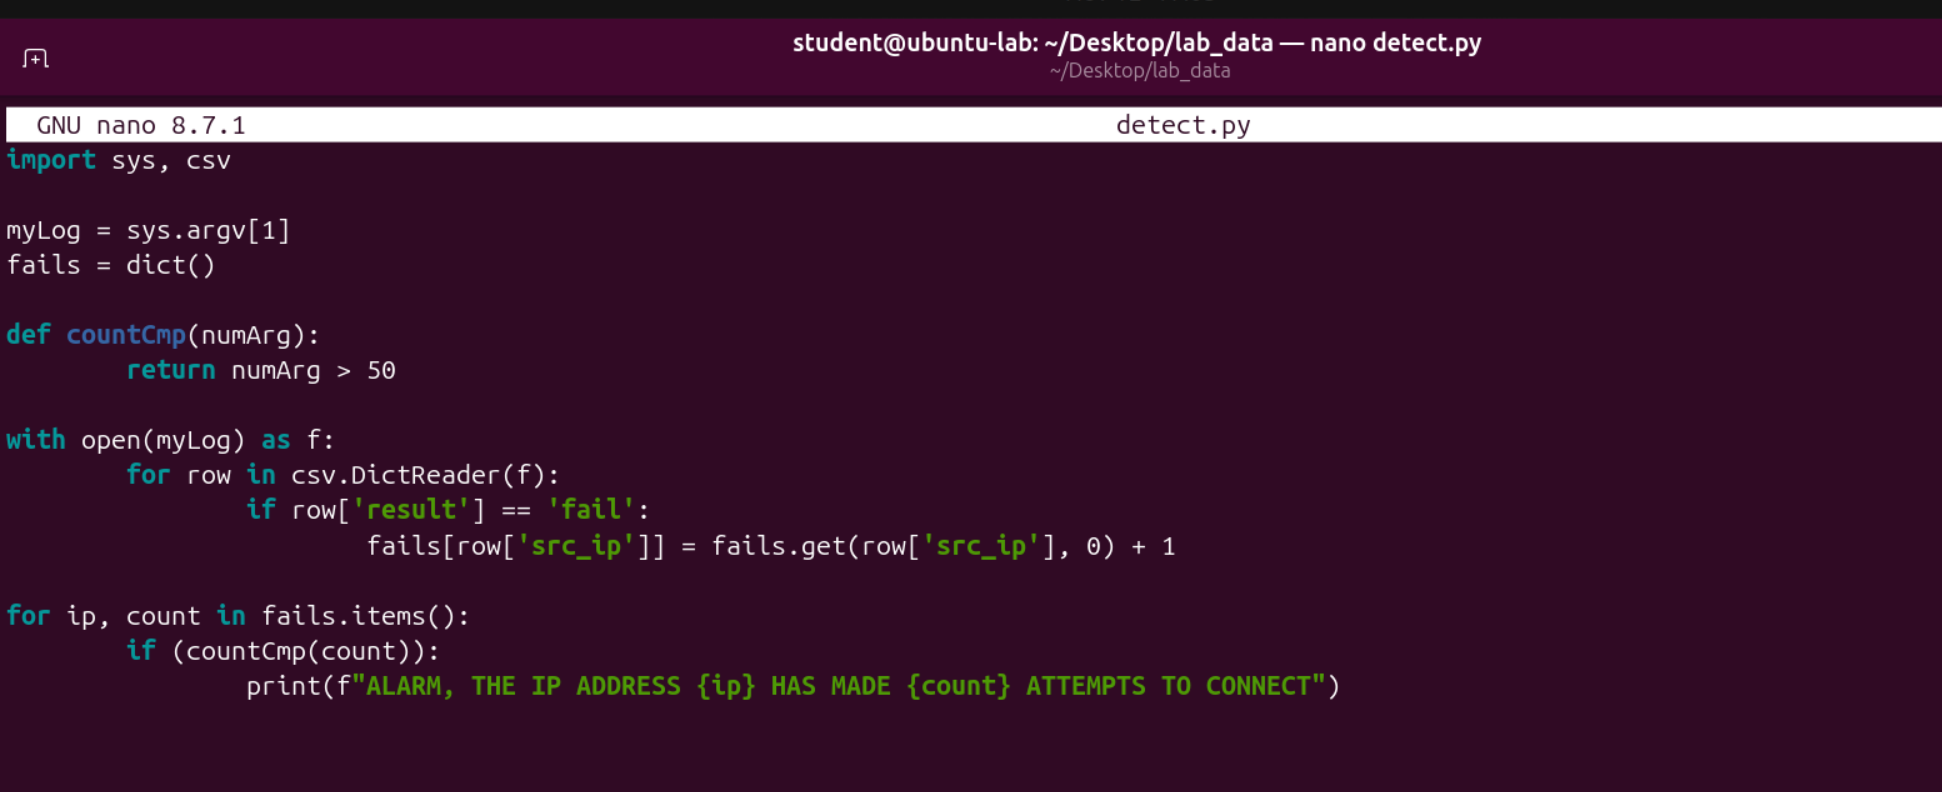 student@ubuntu-lab: ~/Desktop/lab_data — nano detect.py
~/Desktop/lab_data
GNU nano 8.7.1 detect.py
import sys, csv

myLog = sys.argv[1]
fails = dict()

def countCmp(numArg):
        return numArg > 50

with open(myLog) as f:
        for row in csv.DictReader(f):
                if row['result'] == 'fail':
                        fails[row['src_ip']] = fails.get(row['src_ip'], 0) + 1

for ip, count in fails.items():
        if (countCmp(count)):
                print(f"ALARM, THE IP ADDRESS {ip} HAS MADE {count} ATTEMPTS TO CONNECT")